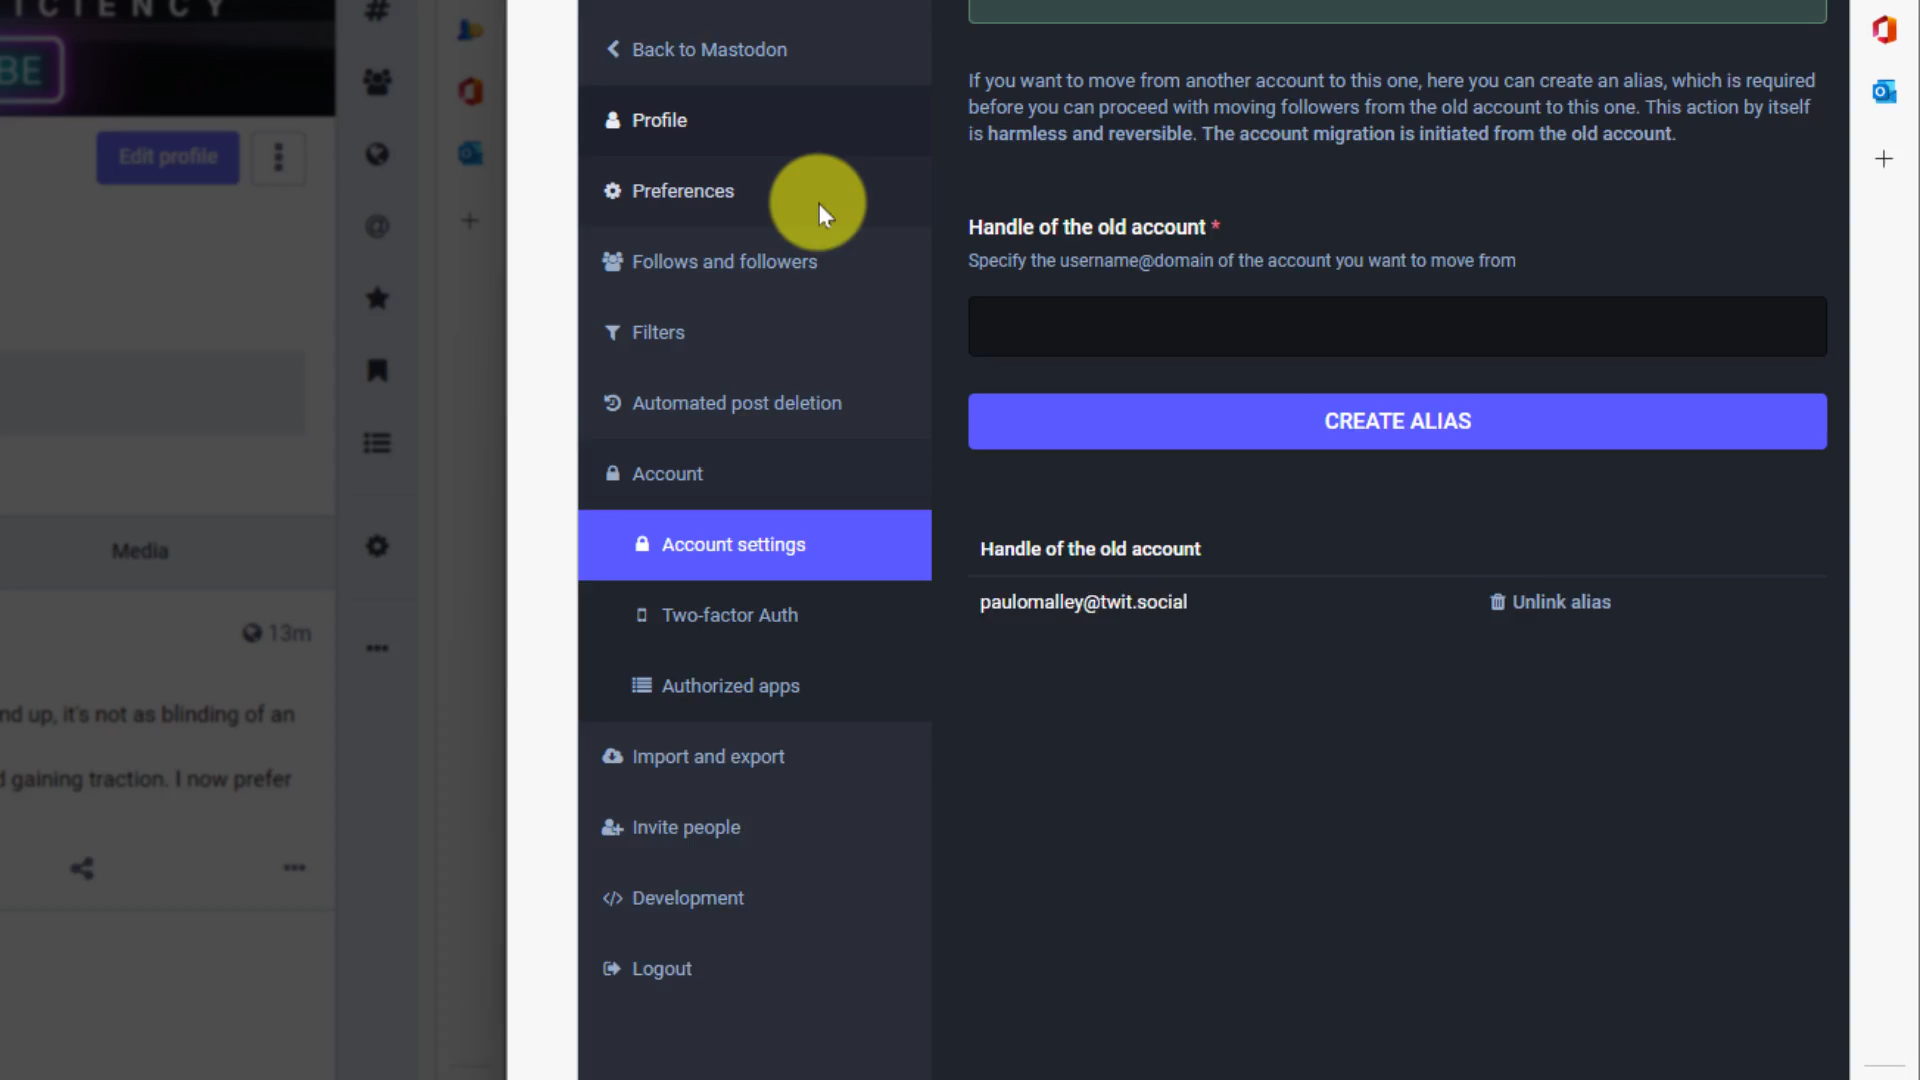 ICIENCY
BE
Edit profile
Media
13m
nd up, it's not as blinding of an
d gaining traction. I now prefer
Back to Mastodon
Profile
Preferences
Follows and followers
Filters
Automated post deletion
Account
Account settings
Two-factor Auth
Authorized apps
Import and export
Invite people
Development
Logout
If you want to move from another account to this one, here you can create an alias, which is required
before you can proceed with moving followers from the old account to this one. This action by itself
is harmless and reversible. The account migration is initiated from the old account.
Handle of the old account *
Specify the username@domain of the account you want to move from
CREATE ALIAS
Handle of the old account
paulomalley@twit.social
Unlink alias